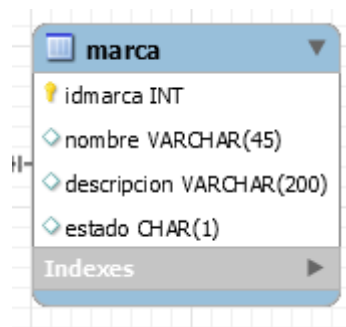 marca
idmarca INT
nombre VARCHAR(45)
descripcion VARCHAR(200)
estado CHAR(1)
Indexes